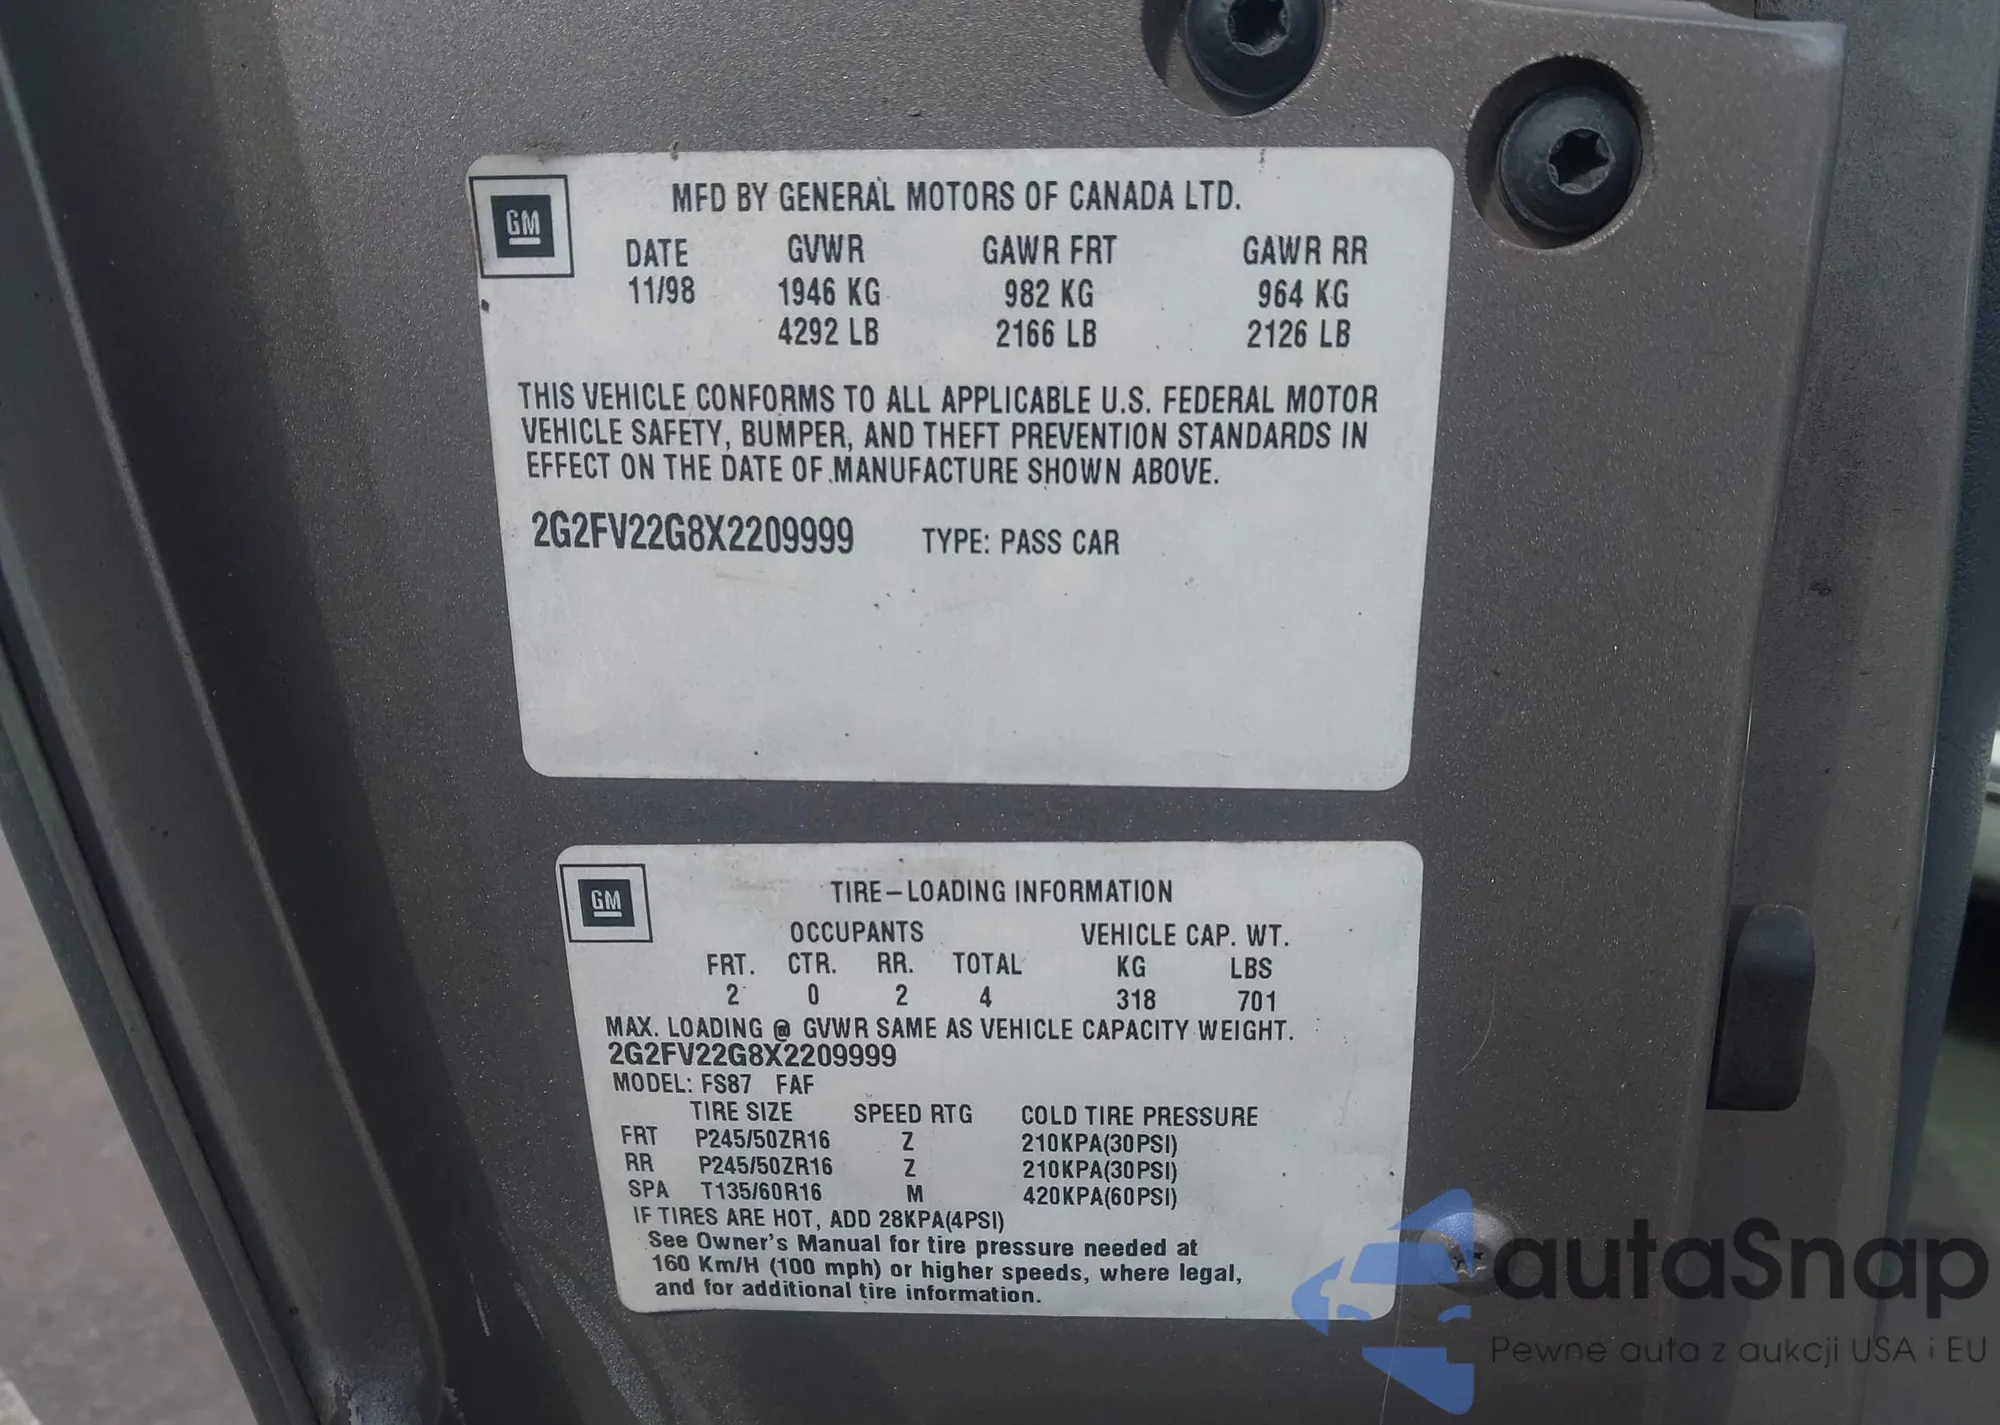 GM
MFD BY GENERAL MOTORS OF CANADA LTD.
DATE GVWR GAWR FRT GAWR RR
11/98 1946 KG 982 KG 964 KG
4292 LB 2166 LB 2126 LB
THIS VEHICLE CONFORMS TO ALL APPLICABLE U.S. FEDERAL MOTOR
VEHICLE SAFETY, BUMPER, AND THEFT PREVENTION STANDARDS IN
EFFECT ON THE DATE OF MANUFACTURE SHOWN ABOVE.
2G2FV22G8X2209999 TYPE: PASS CAR
GM
TIRE-LOADING INFORMATION
OCCUPANTS VEHICLE CAP. WT.
FRT. CTR. RR. TOTAL KG LBS
2 0 2 4 318 701
MAX. LOADING @ GVWR SAME AS VEHICLE CAPACITY WEIGHT.
2G2FV22G8X2209999
MODEL: FS87 FAF
TIRE SIZE SPEED RTG COLD TIRE PRESSURE
FRT P245/50ZR16 Z 210KPA(30PSI)
RR P245/50ZR16 Z 210KPA(30PSI)
SPA T135/60R16 M 420KPA(60PSI)
IF TIRES ARE HOT, ADD 28KPA(4PSI)
See Owner's Manual for tire pressure needed at
160 Km/H (100 mph) or higher speeds, where legal,
and for additional tire information.
autaSnap
Pewne auta z aukcji USA i EU